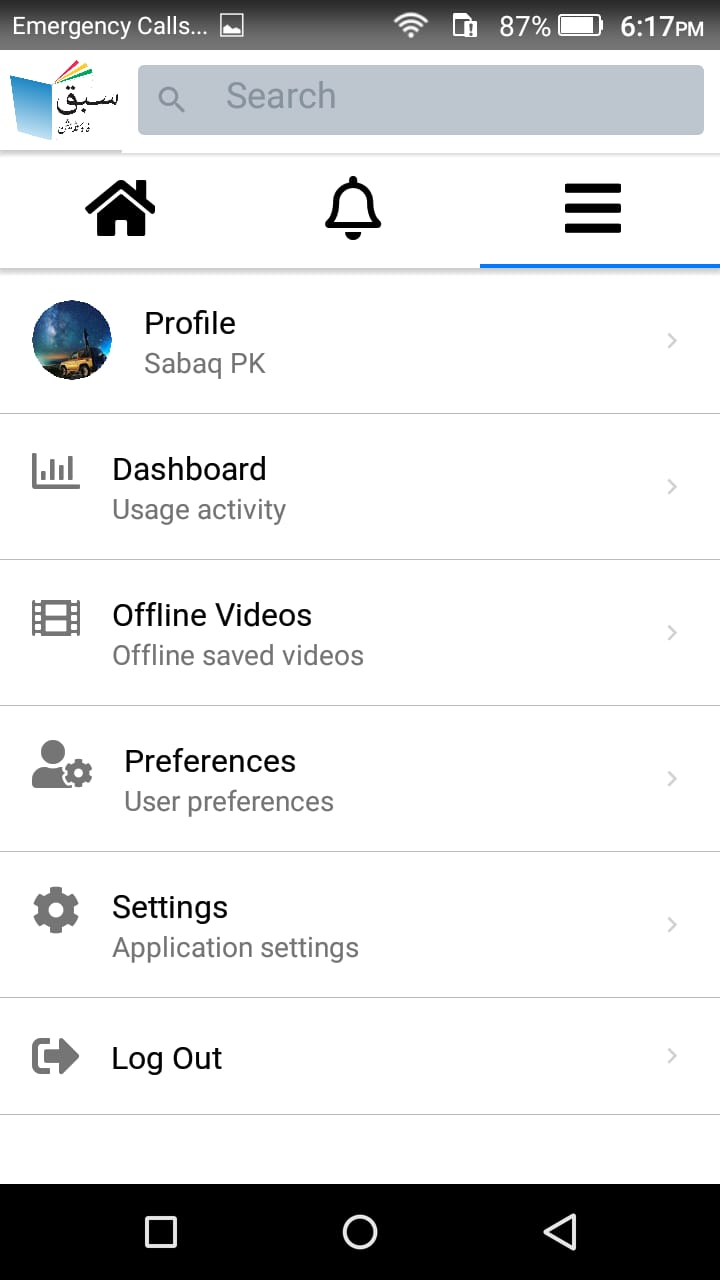 Emergency Calls...
87%
6:17PM
سبق
فاؤنڈیشن
Search
Profile
Sabaq PK
Dashboard
Usage activity
Offline Videos
Offline saved videos
Preferences
User preferences
Settings
Application settings
Log Out